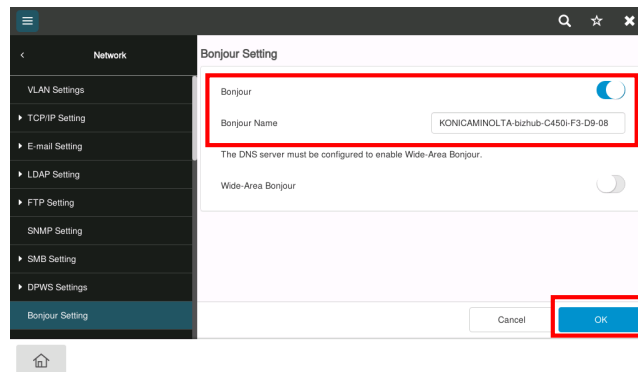 Network
VLAN Settings
TCP/IP Setting
E-mail Setting
LDAP Setting
FTP Setting
SNMP Setting
SMB Setting
DPWS Settings
Bonjour Setting
Bonjour Setting
Bonjour
Bonjour Name KONICAMINOLTA-bizhub-C450i-F3-D9-08
The DNS server must be configured to enable Wide-Area Bonjour.
Wide-Area Bonjour
Cancel OK